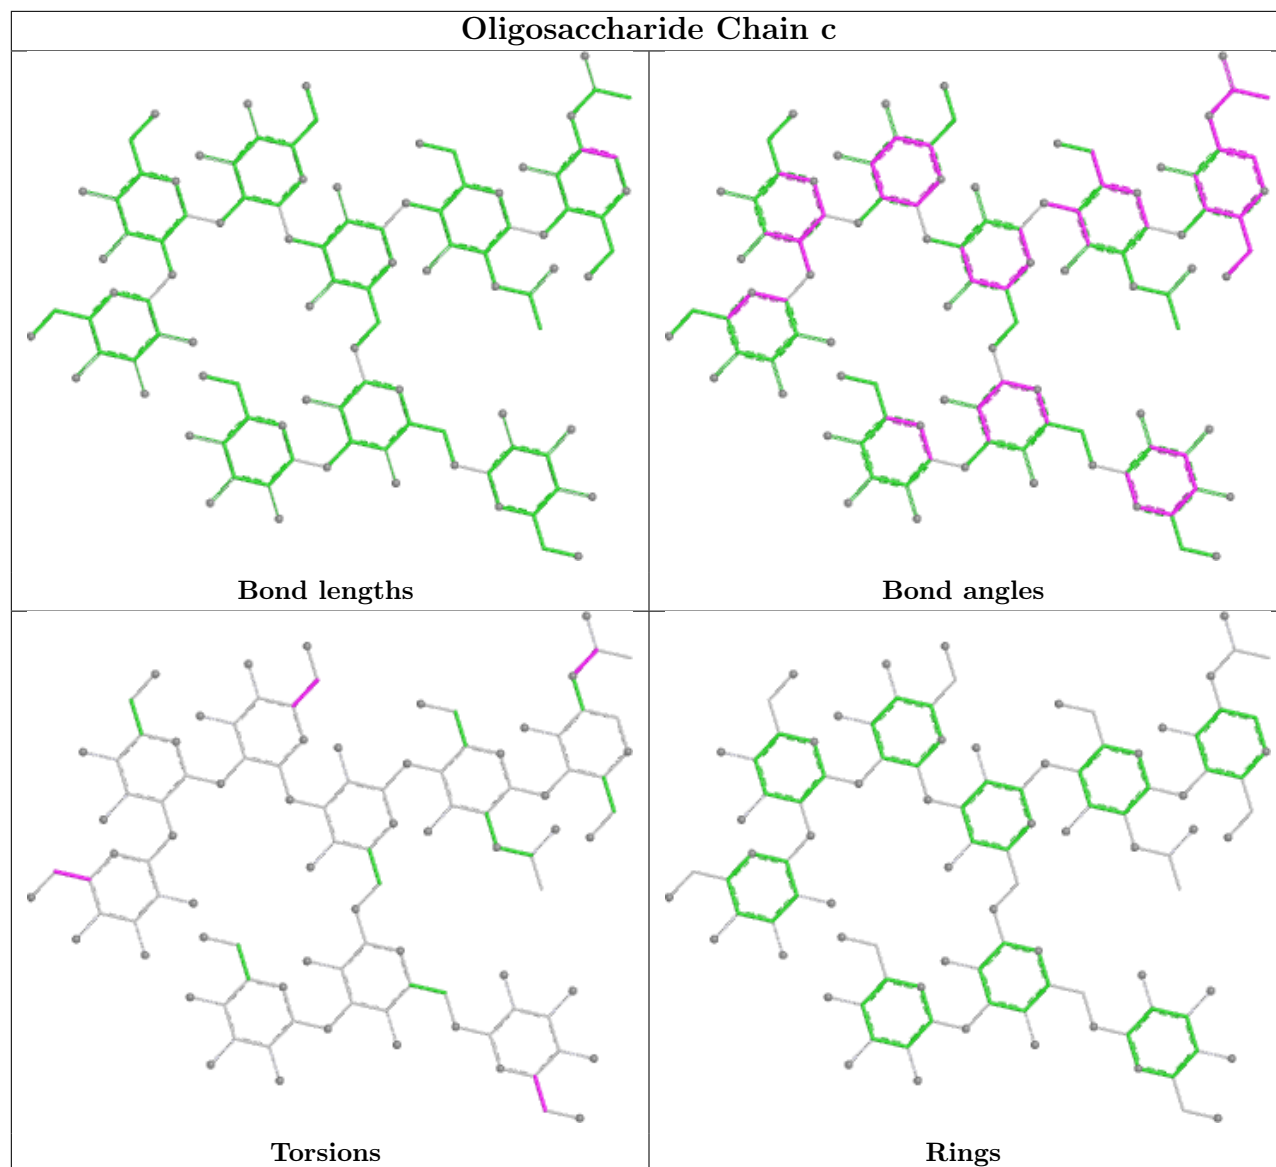 Oligosaccharide Chain c
Bond lengths
Bond angles
Torsions
Rings